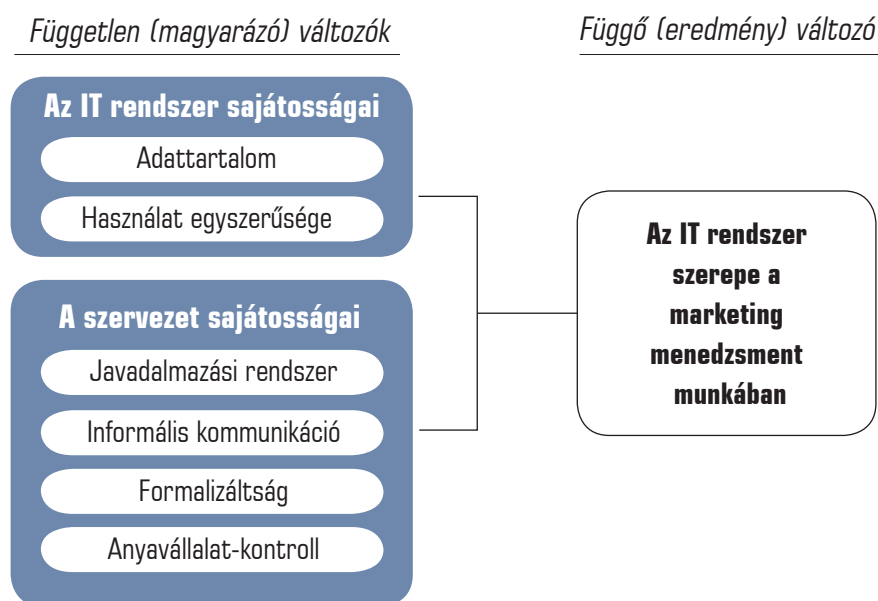 Független (magyarázó) változók
Függő (eredmény) változó
Az IT rendszer sajátosságai
Adattartalom
Használat egyszerűsége
A szervezet sajátosságai
Javadalmazási rendszer
Informális kommunikáció
Formalizáltság
Anyavállalat-kontroll
Az IT rendszer
szerepe a
marketing
menedzsment
munkában